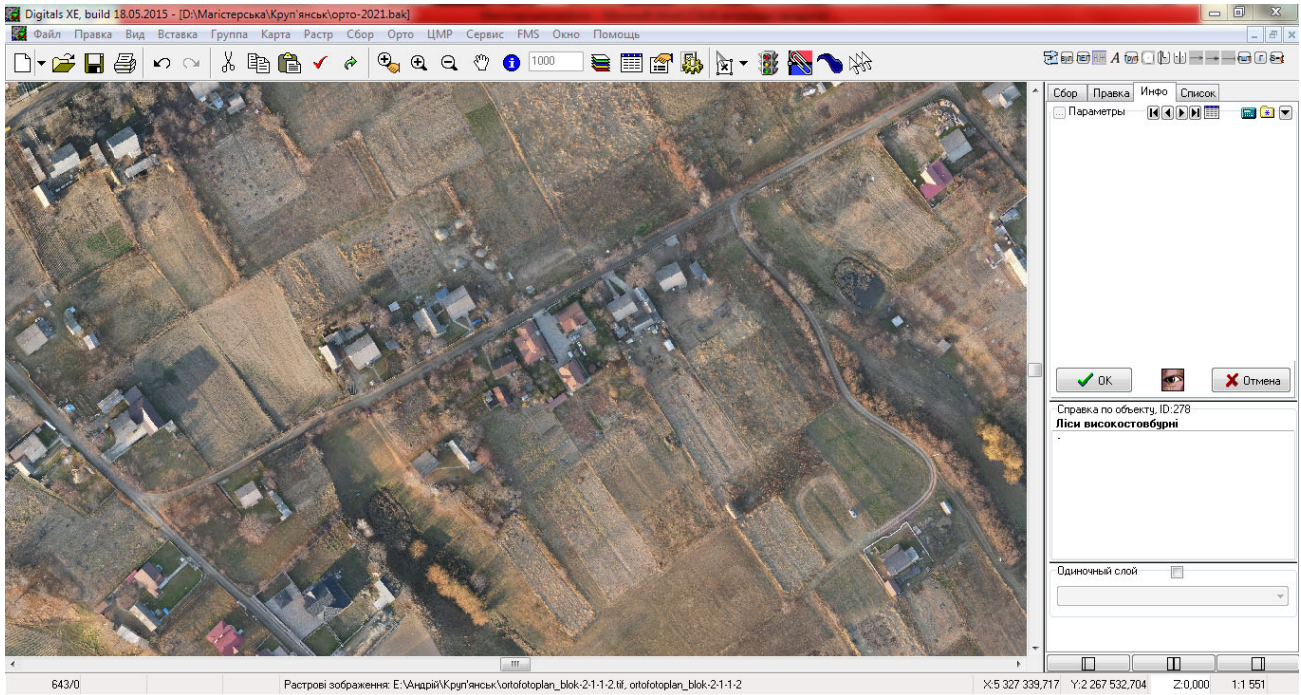 Digitals XE, build 18.05.2015 - [D:\Магістерська\Круп'янськ\орто-2021.bak]
Файл Правка Вид Вставка Группа Карта Растр Сбор Орто ЦМР Сервис FMS Окно Помощь
1000
Сбор Правка Инфо Список
Параметры
OK Отмена
Справка по объекту, ID:278
Ліси високостовбурні
.
Одиночный слой
643/0 Растрові зображення: E:\Андрій\Круп'янськ\ortofotoplan_blok-2-1-1-2.tif, ortofotoplan_blok-2-1-1-2 X:5 327 339,717 Y:2 267 532,704 Z:0,000 1:1 551